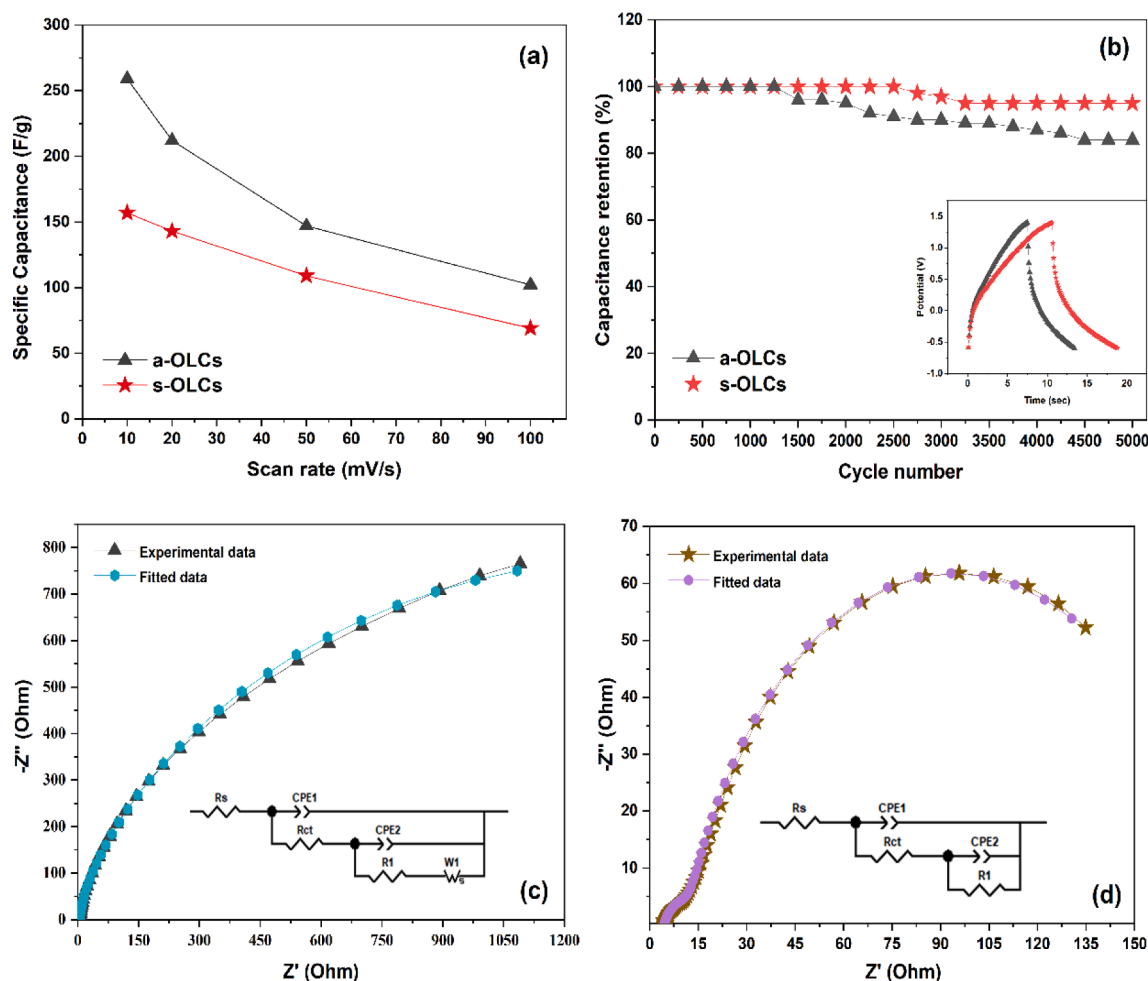 (a)
Specific Capacitance (F/g)
300
250
200
150
100
50
0
a-OLCs
s-OLCs
0 10 20 30 40 50 60 70 80 90 100
Scan rate (mV/s)
(b)
Capacitance retention (%)
120
100
80
60
40
20
0
a-OLCs
s-OLCs
0 500 1000 1500 2000 2500 3000 3500 4000 4500 5000
Cycle number
Potential (V)
1.5
1.0
0.5
0.0
-0.5
-1.0
0 5 10 15 20
Time (sec)
-Z'' (Ohm)
800
700
600
500
400
300
200
100
0
Experimental data
Fitted data
Rs CPE1
Rct CPE2
R1 W1
s
(c)
0 150 300 450 600 750 900 1050 1200
Z' (Ohm)
-Z'' (Ohm)
70
60
50
40
30
20
10
Experimental data
Fitted data
Rs CPE1
Rct CPE2
R1
(d)
0 15 30 45 60 75 90 105 120 135 150
Z' (Ohm)